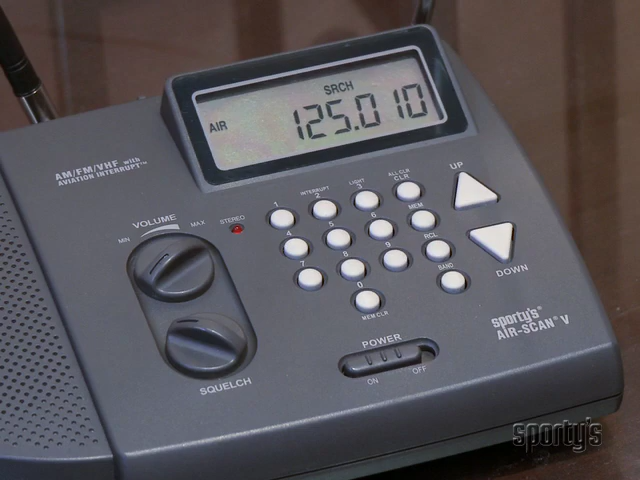 SRCH
AIR 125.010
AM/FM/VHF with
AVIATION INTERRUPT™
VOLUME
MIN MAX
STEREO
SQUELCH
1
INTERRUPT
2
LIGHT
3
ALL CLR
CLR
4
5
6
MEM
7
8
9
RCL
0
MEM CLR
BAND
UP
DOWN
POWER
ON OFF
sporty's®
AIR-SCAN® V
sporty's